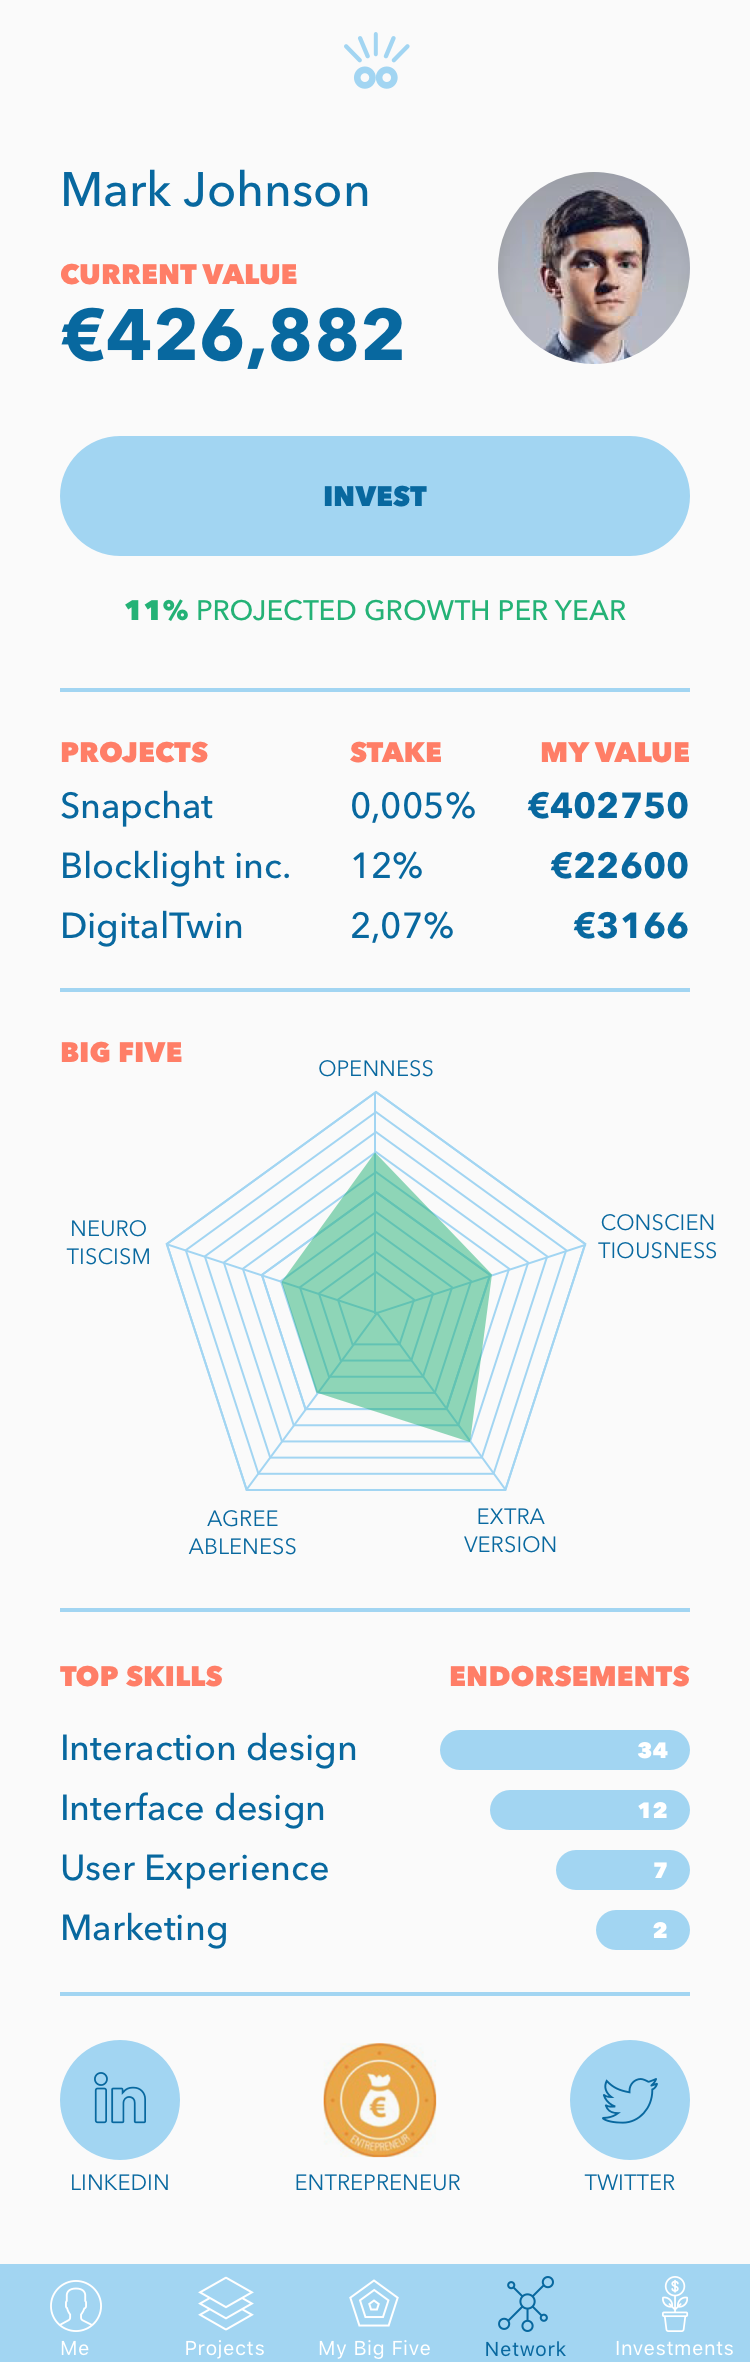 Mark Johnson
CURRENT VALUE
€426,882
INVEST
11% PROJECTED GROWTH PER YEAR
PROJECTS STAKE MY VALUE
Snapchat 0,005% €402750
Blocklight inc. 12% €22600
DigitalTwin 2,07% €3166
BIG FIVE
OPENNESS
NEURO
TISCISM
CONSCIEN
TIOUSNESS
AGREE
ABLENESS
EXTRA
VERSION
TOP SKILLS ENDORSEMENTS
Interaction design 34
Interface design 12
User Experience 7
Marketing 2
in
€
ENTREPRENEUR
LINKEDIN ENTREPRENEUR TWITTER
$
Me Projects My Big Five Network Investments